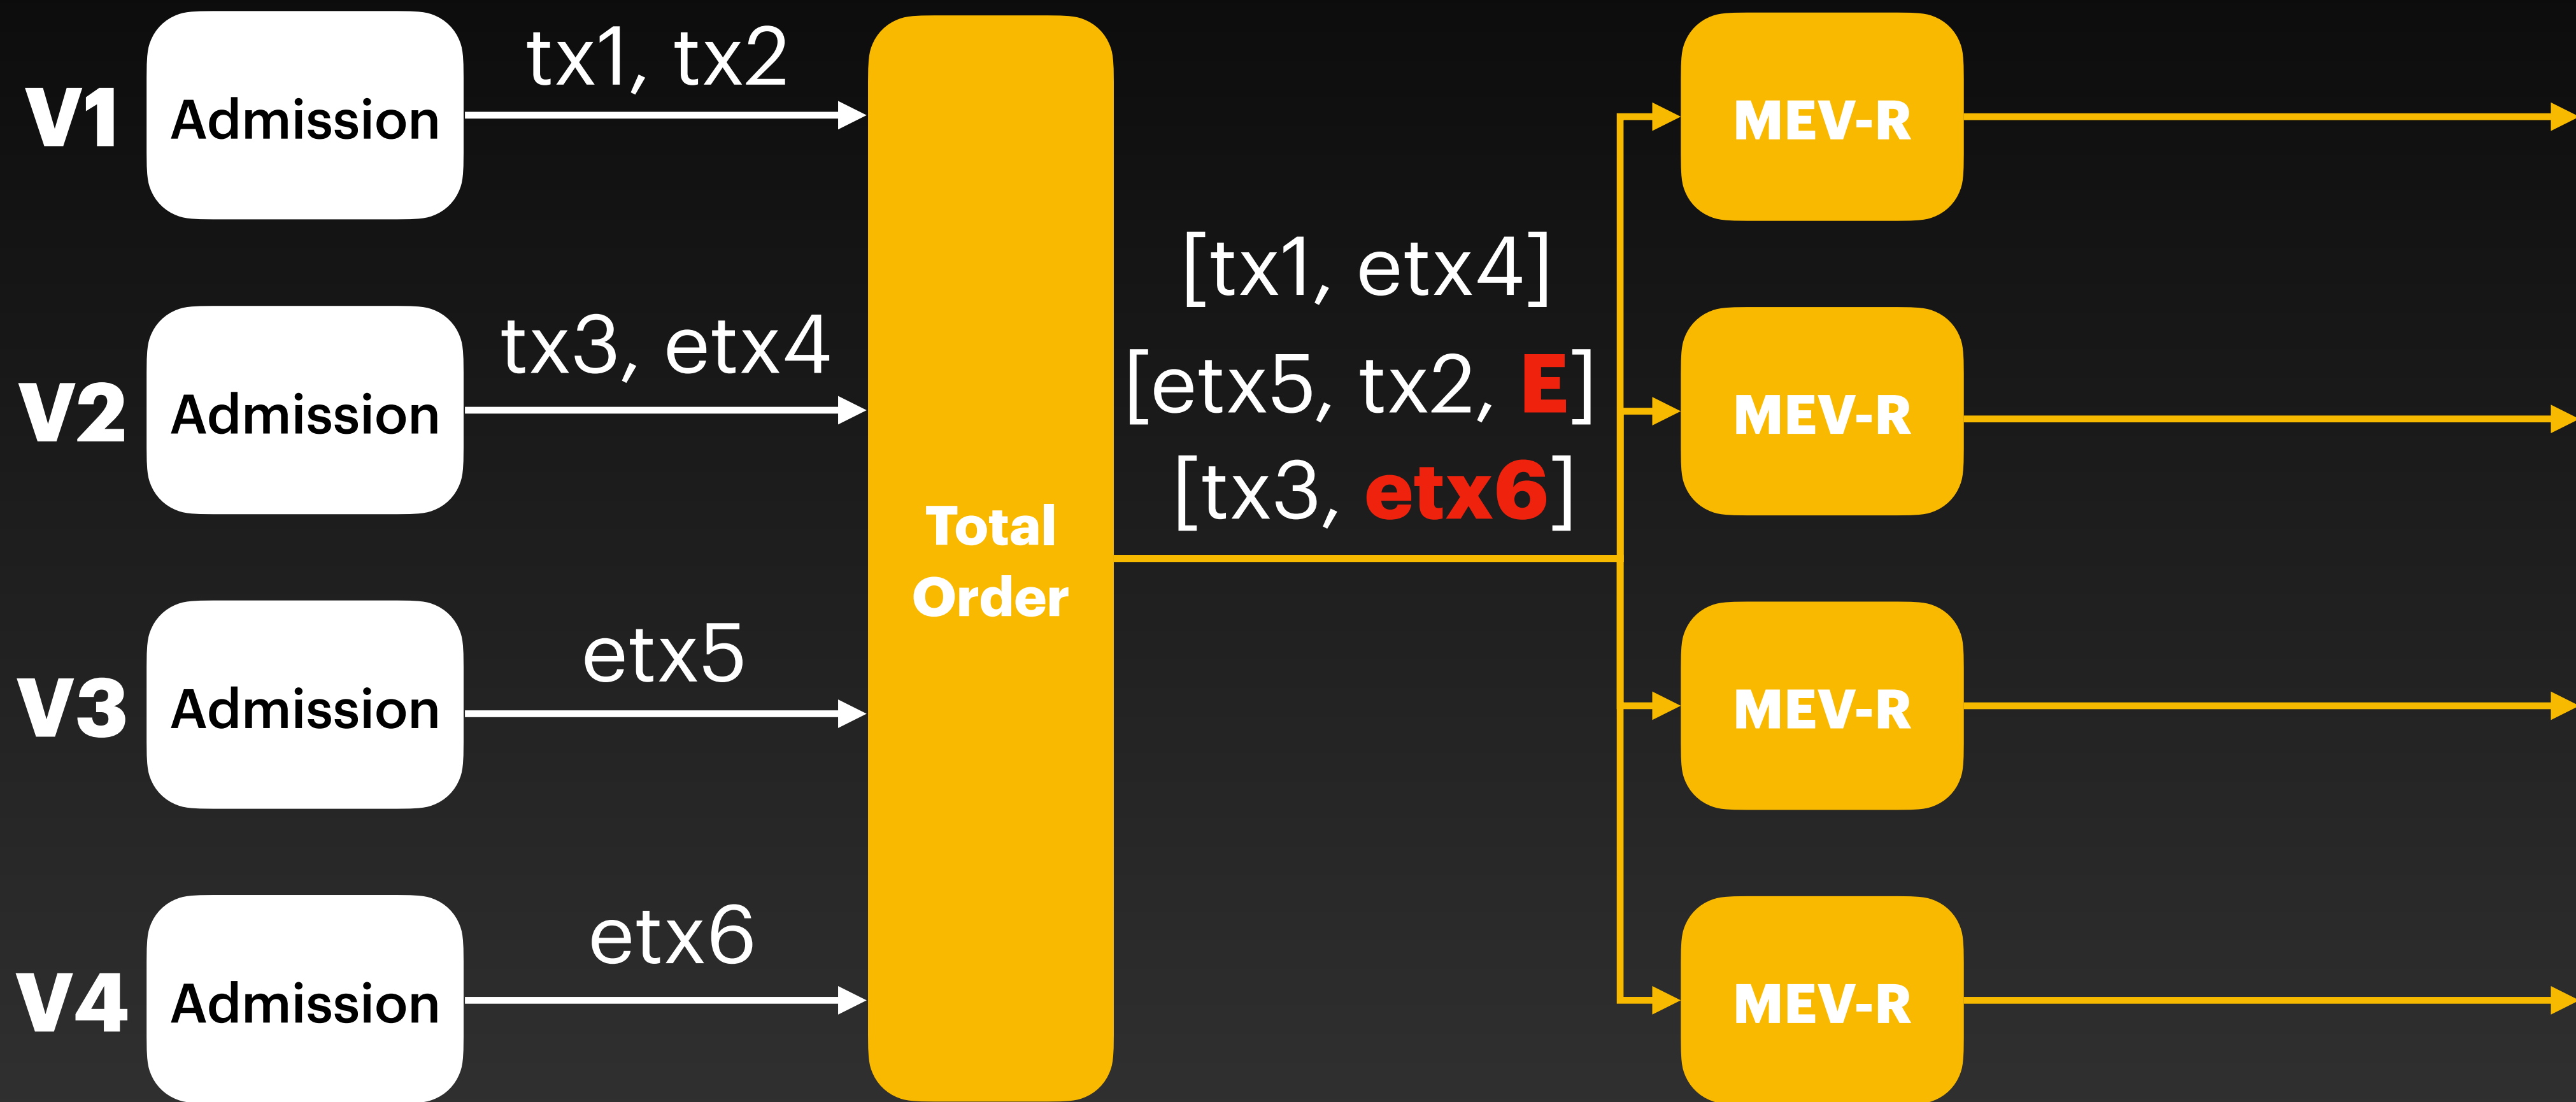 V1
Admission
tx1, tx2
MEV-R
V2
Admission
tx3, etx4
[tx1, etx4]
[etx5, tx2, E]
[tx3, etx6]
MEV-R
Total
Order
V3
Admission
etx5
MEV-R
V4
Admission
etx6
MEV-R